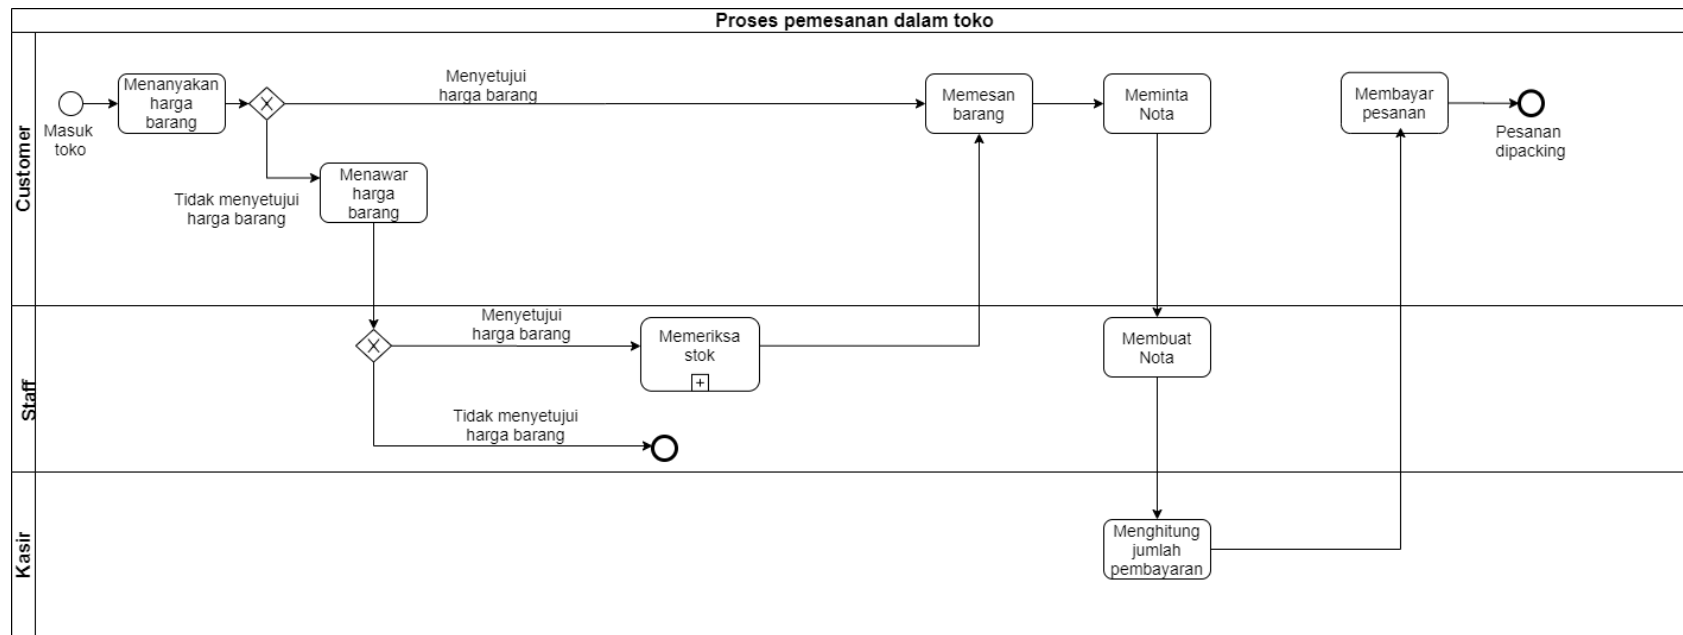 Proses pemesanan dalam toko
Customer
Masuk
toko
Menanyakan
harga
barang
Menyetujui
harga barang
Tidak menyetujui
harga barang
Menawar
harga
barang
Memesan
barang
Meminta
Nota
Membayar
pesanan
Pesanan
dipacking
Staff
Menyetujui
harga barang
Memeriksa
stok
Tidak menyetujui
harga barang
Membuat
Nota
Kasir
Menghitung
jumlah
pembayaran